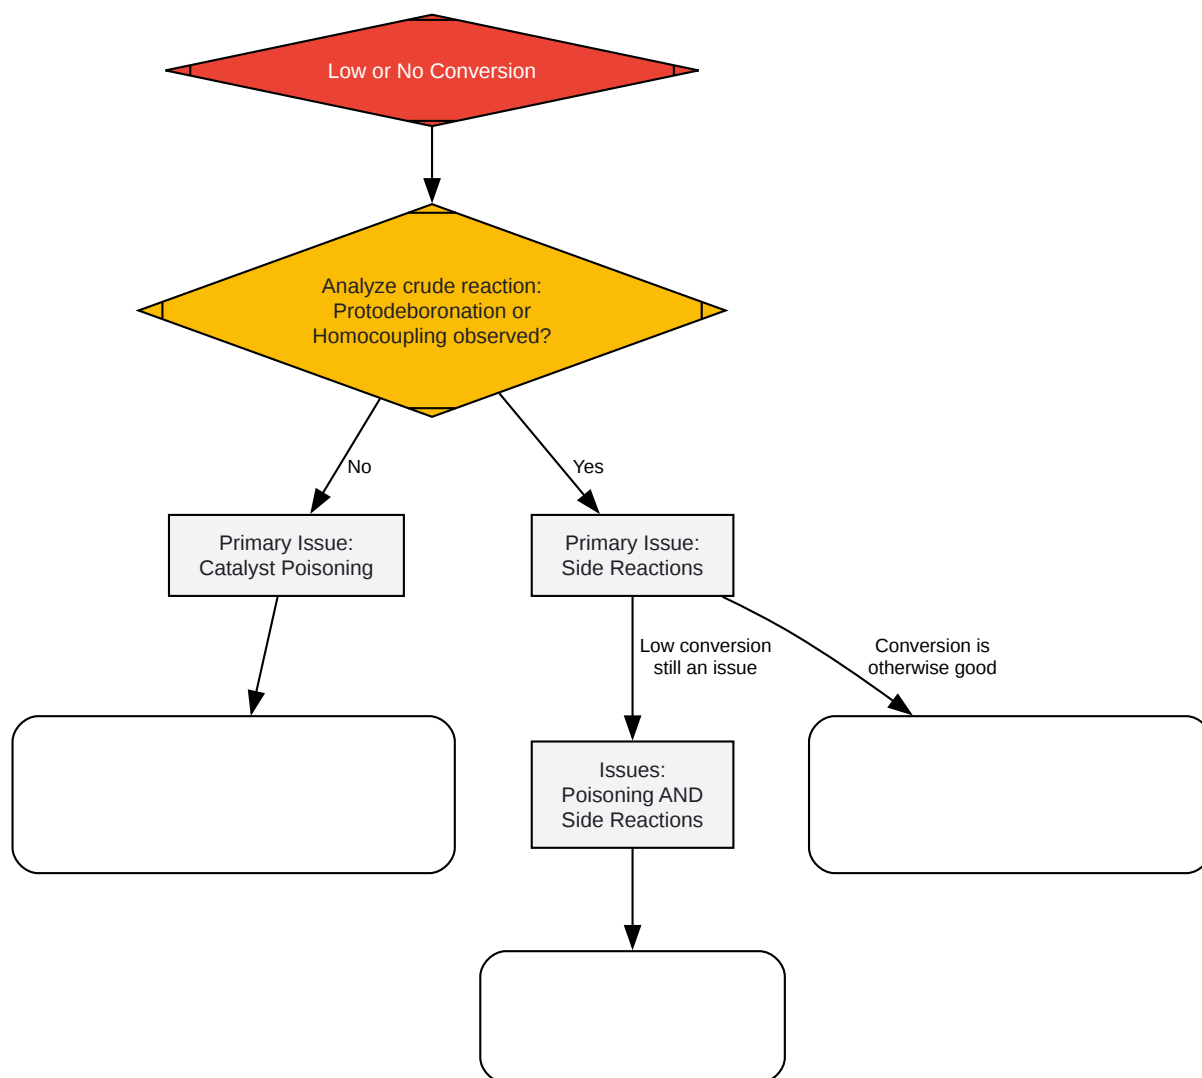 Low or No Conversion
Analyze crude reaction:
Protodeboronation or
Homocoupling observed?
No
Yes
Primary Issue:
Catalyst Poisoning
Primary Issue:
Side Reactions
Low conversion
still an issue
Conversion is
otherwise good
Issues:
Poisoning AND
Side Reactions